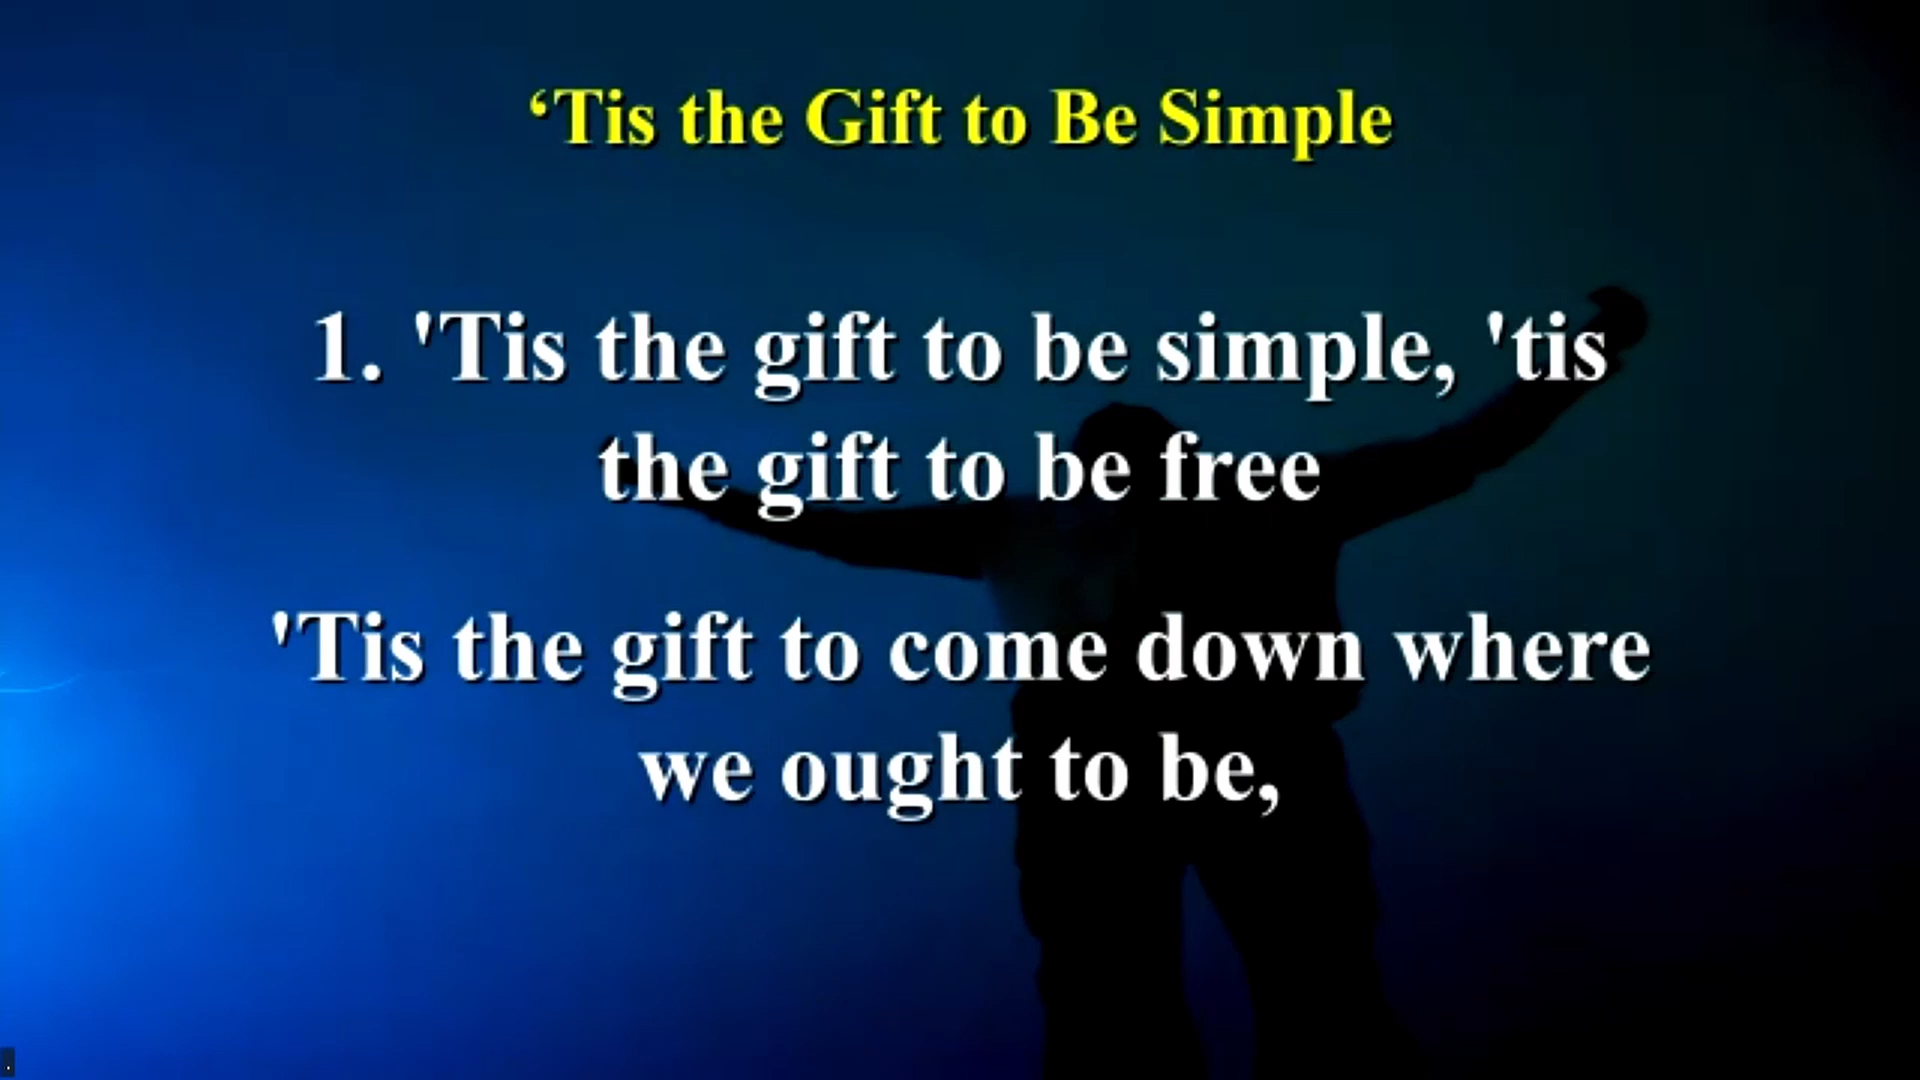 ‘Tis the Gift to Be Simple
1. 'Tis the gift to be simple, 'tis
the gift to be free
'Tis the gift to come down where
we ought to be,